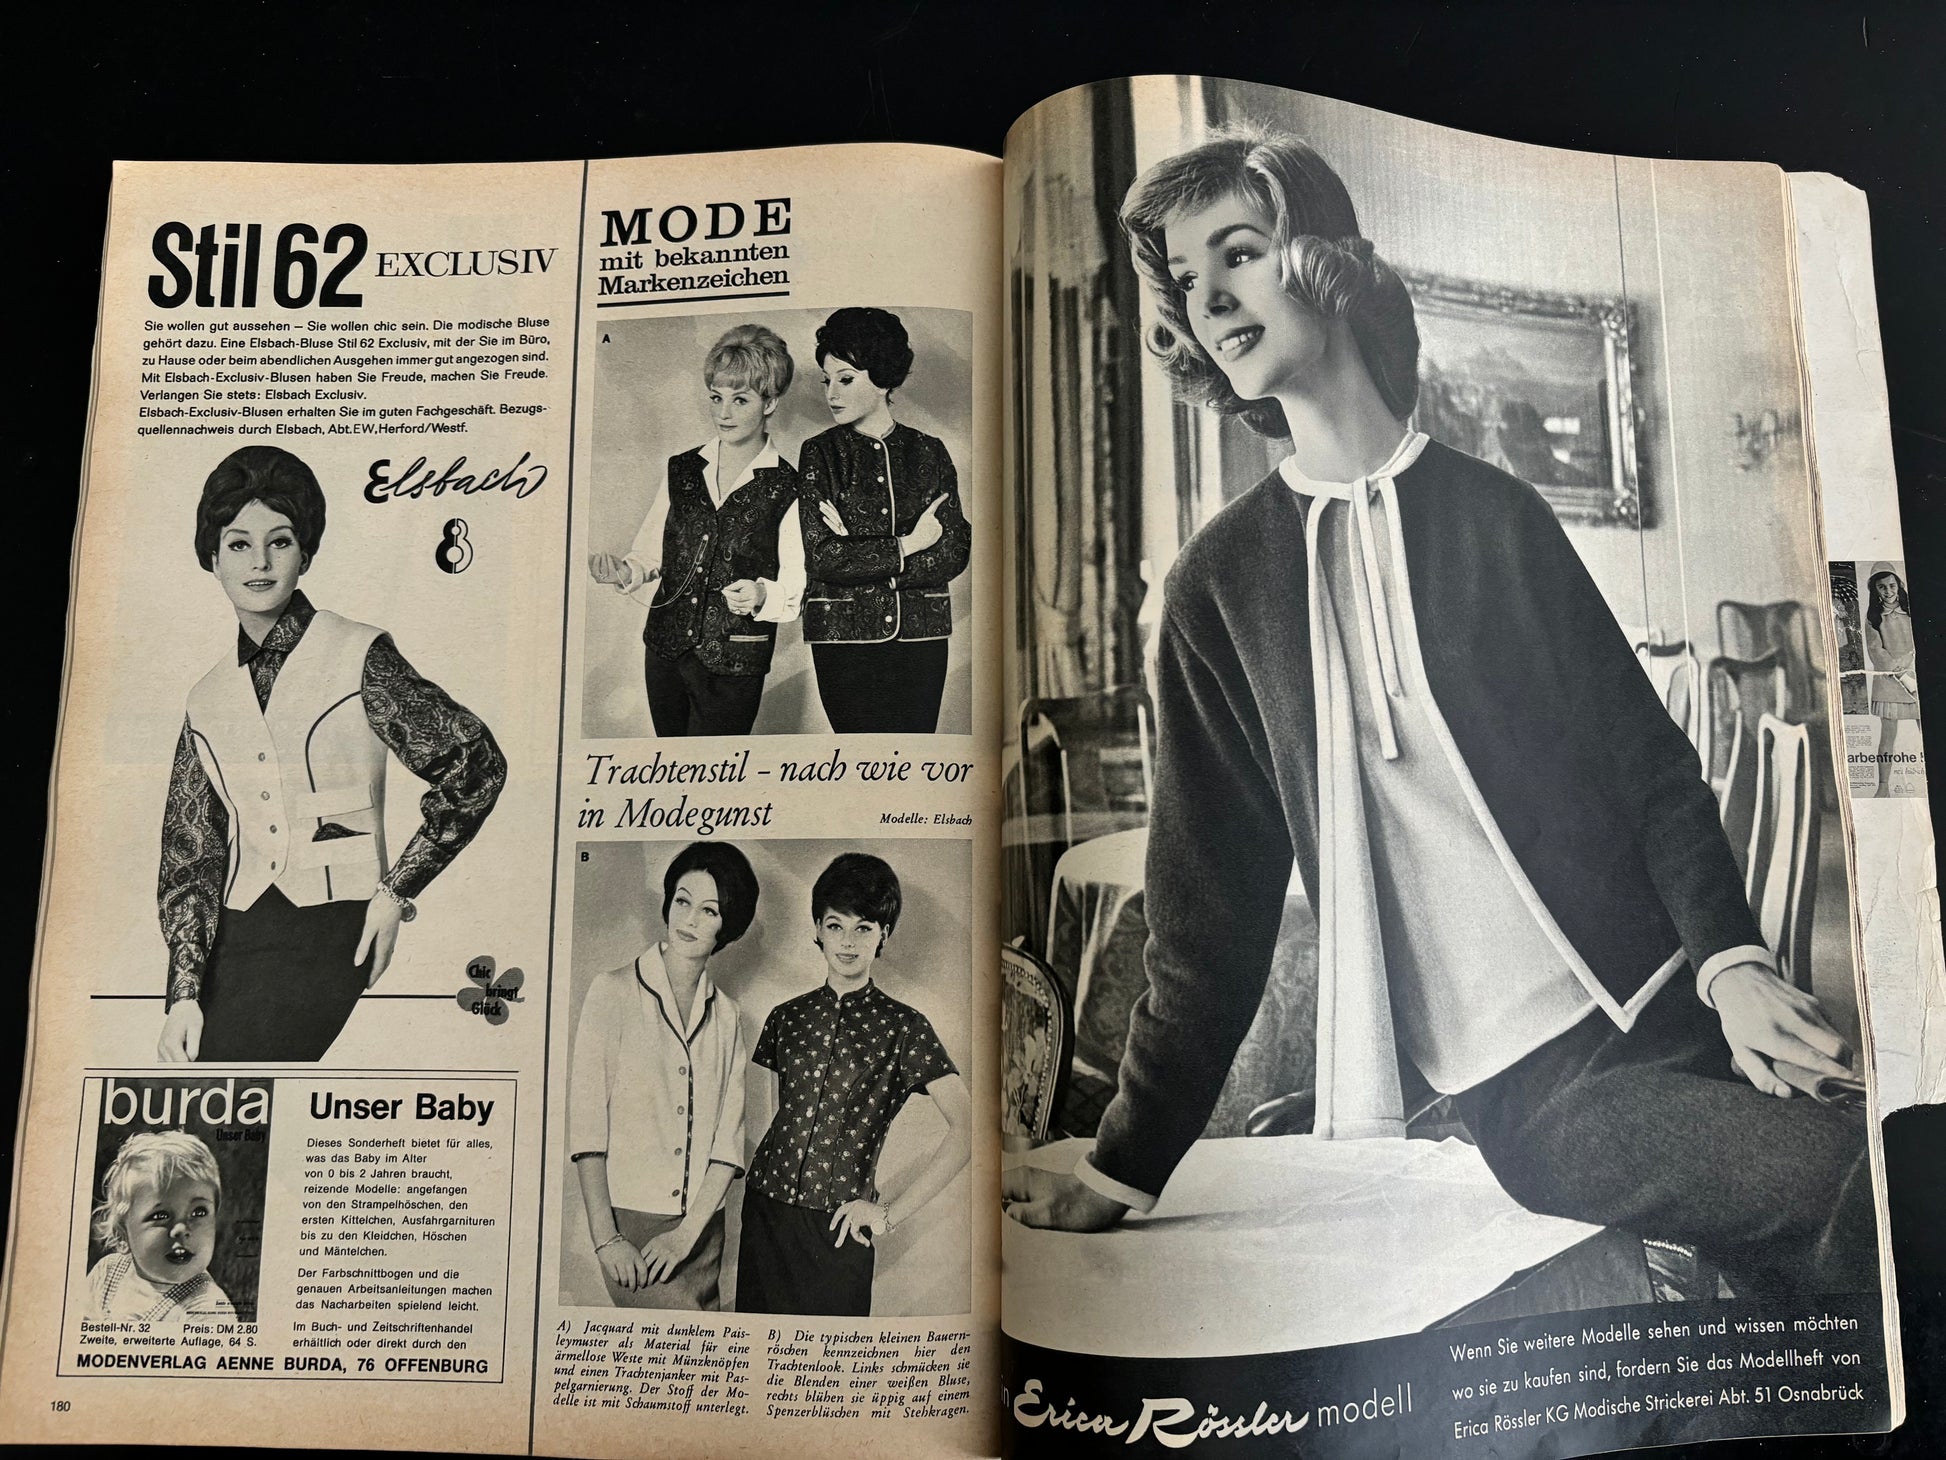 Stil 62 EXCLUSIV
Sie wollen gut aussehen – Sie wollen chic sein. Die modische Bluse
gehört dazu. Eine Elsbach-Bluse Stil 62 Exclusiv, mit der Sie im Büro,
zu Hause oder beim abendlichen Ausgehen immer gut angezogen sind.
Mit Elsbach-Exclusiv-Blusen haben Sie Freude, machen Sie Freude.
Verlangen Sie stets: Elsbach Exclusiv.
Elsbach-Exclusiv-Blusen erhalten Sie im guten Fachgeschäft. Bezugs-
quellennachweis durch Elsbach, Abt. EW, Herford/Westf.
Elsbach
Chic
bringt
Glück
burda
Unser Baby
Bestell-Nr. 32 Preis: DM 2.80
Zweite, erweiterte Auflage, 64 S.
Unser Baby
Dieses Sonderheft bietet für alles,
was das Baby im Alter
von 0 bis 2 Jahren braucht,
reizende Modelle: angefangen
von den Strampelhöschen, den
ersten Kittelchen, Ausfahrgarnituren
bis zu den Kleidchen, Höschen
und Mäntelchen.
Der Farbschnittbogen und die
genauen Arbeitsanleitungen machen
das Nacharbeiten spielend leicht.
Im Buch- und Zeitschriftenhandel
erhältlich oder direkt durch den
MODENVERLAG AENNE BURDA, 76 OFFENBURG
180
MODE
mit bekannten
Markenzeichen
A
Trachtenstil – nach wie vor
in Modegunst
Modelle: Elsbach
B
A) Jacquard mit dunklem Pais-
leymuster als Material für eine
ärmellose Weste mit Münzknöpfen
und einen Trachtenjanker mit Pas-
pelgarnierung. Der Stoff der Mo-
delle ist mit Schaumstoff unterlegt.
B) Die typischen kleinen Bauern-
röschen kennzeichnen hier den
Trachtenlook. Links schmücken sie
die Blenden einer weißen Bluse,
rechts blühen sie üppig auf einem
Spenzerblüschen mit Stehkragen.
Erica Rössler modell
Wenn Sie weitere Modelle sehen und wissen möchten
wo sie zu kaufen sind, fordern Sie das Modellheft von
Erica Rössler KG Modische Strickerei Abt. 51 Osnabrück
arbenfrohe